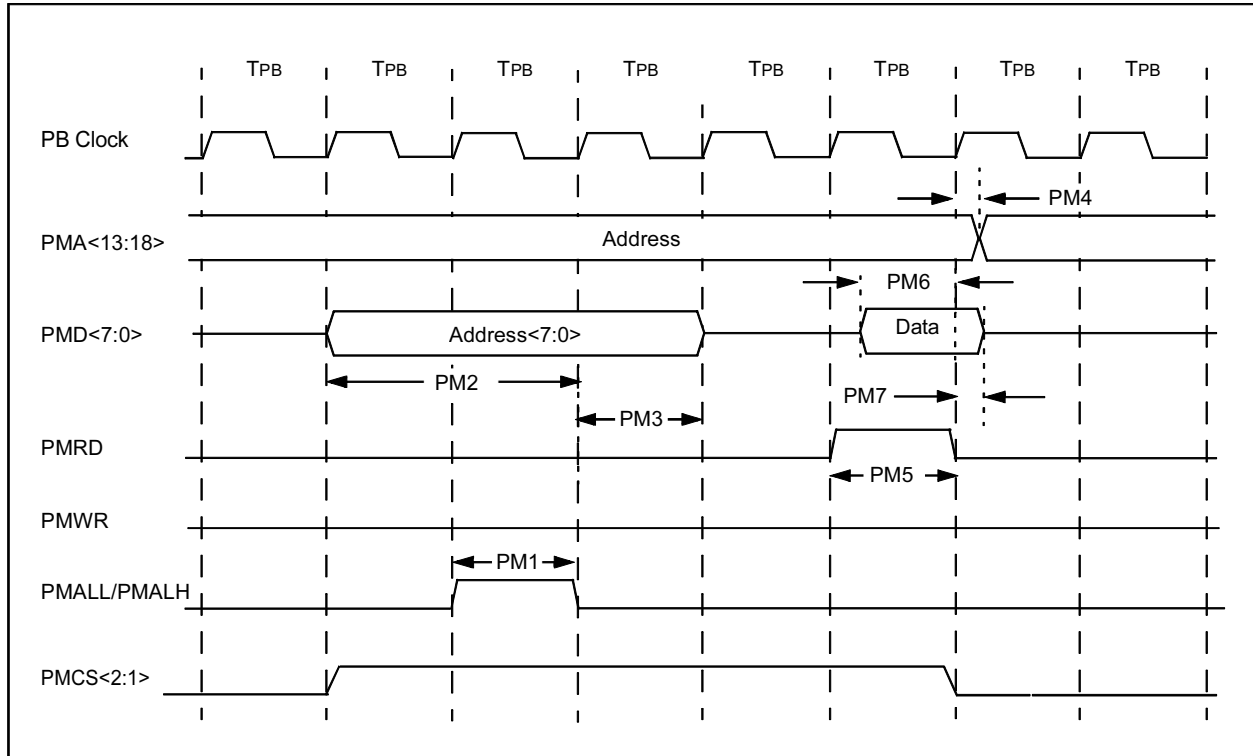 TPB TPB TPB TPB TPB TPB TPB TPB
PB Clock
PM4
PMA<13:18> Address
PM6
PMD<7:0> Address<7:0> Data
PM2
PM7
PM3
PMRD
PM5
PMWR
PM1
PMALL/PMALH
PMCS<2:1>